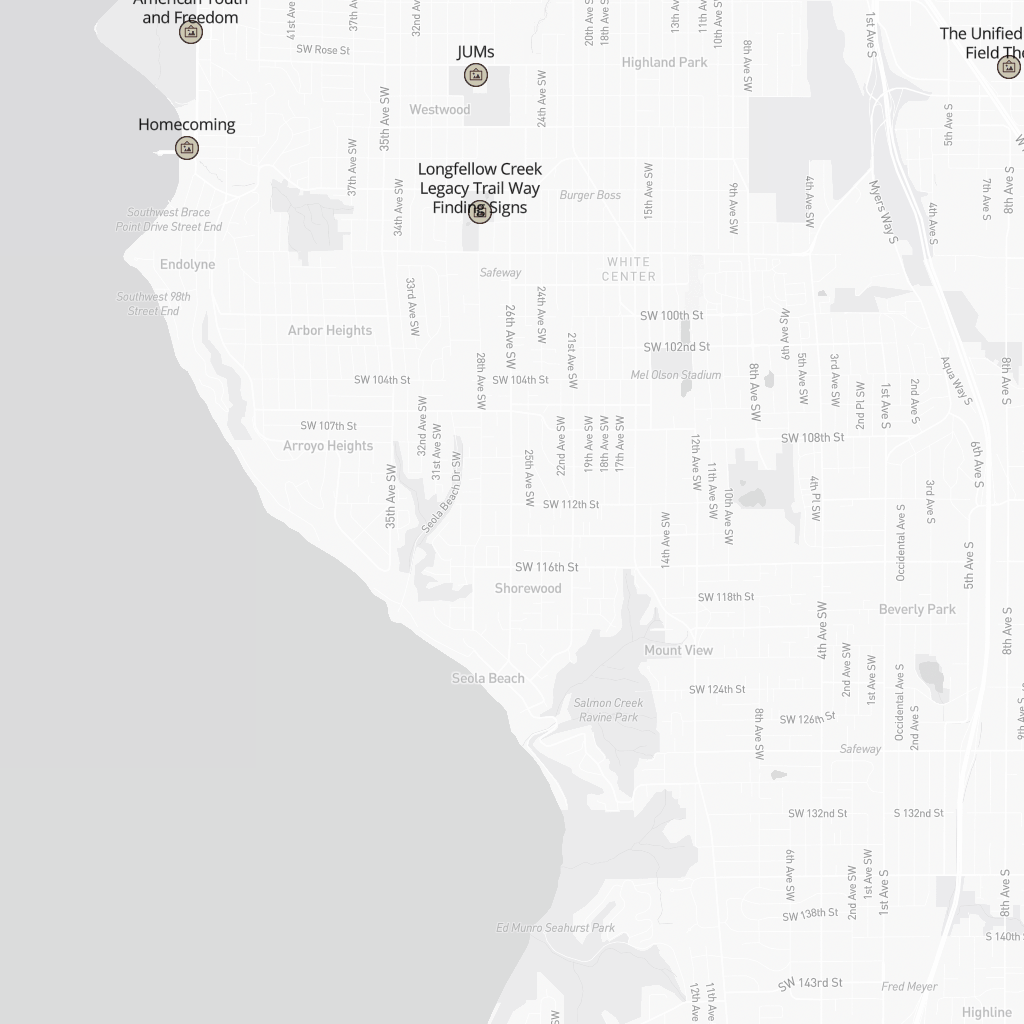 American Youth
and Freedom
41st Ave SW
37th Ave
32nd Ave
20th Ave S
18th Ave S
13th Av
11th Av
10th Ave SW
8th Ave SW
1st Ave S
The Unified
Field The
SW Rose St
JUMs
Highland Park
Westwood
35th Ave SW
24th Ave SW
5th Ave S
Homecoming
37th Ave SW
34th Ave SW
Longfellow Creek
Legacy Trail Way
Finding Signs
Burger Boss
15th Ave SW
9th Ave SW
4th Ave SW
Myers Way S
4th Ave S
7th Ave S
8th Ave S
Southwest Brace
Point Drive Street End
Endolyne
Safeway
WHITE
CENTER
Southwest 98th
Street End
33rd Ave SW
26th Ave SW
24th Ave SW
21st Ave SW
SW 100th St
6th Ave SW
Arbor Heights
SW 102nd St
Mel Olson Stadium
SW 104th St
28th Ave SW
SW 104th St
8th Ave SW
5th Ave SW
3rd Ave SW
2nd Pl SW
1st Ave S
2nd Ave S
Aqua Way S
8th Ave S
SW 107th St
32nd Ave SW
31st Ave SW
22nd Ave SW
19th Ave SW
18th Ave SW
17th Ave SW
SW 108th St
Arroyo Heights
6th Ave S
35th Ave SW
Seola Beach Dr SW
25th Ave SW
12th Ave SW
11th Ave SW
10th Ave SW
4th Pl SW
3rd Ave S
SW 112th St
14th Ave SW
Occidental Ave S
5th Ave S
SW 116th St
Shorewood
SW 118th St
Beverly Park
4th Ave SW
8th Ave S
Mount View
2nd Ave SW
1st Ave SW
Occidental Ave S
Seola Beach
SW 124th St
Salmon Creek
Ravine Park
8th Ave SW
SW 126th St
2nd Ave S
9th Ave S
Safeway
SW 132nd St
S 132nd St
6th Ave SW
2nd Ave SW
1st Ave SW
1st Ave S
8th Ave S
SW 138th St
Ed Munro Seahurst Park
S 140th S
SW 143rd St
Fred Meyer
12th Ave
11th Ave
SW
Highline